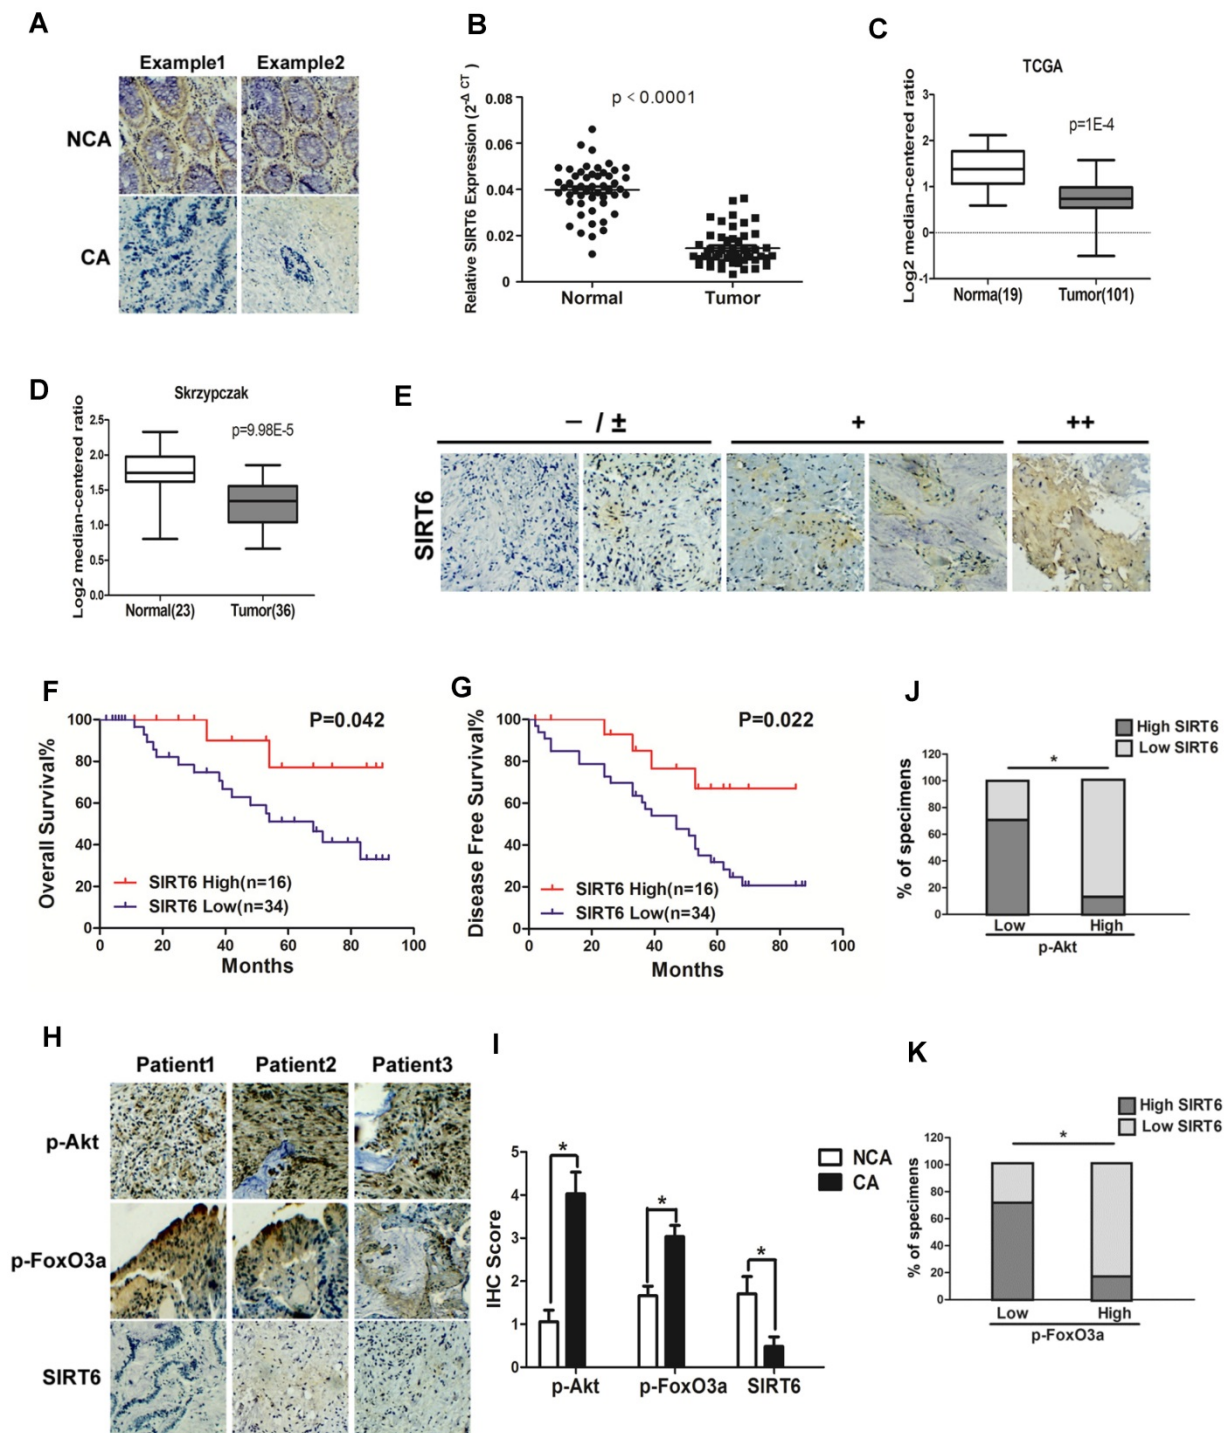 A
Example1 Example2
NCA
CA
B
Relative SIRT6 Expression (2-Δ CT )
p < 0.0001
0.08
0.06
0.04
0.02
0
Normal Tumor
C
TCGA
Log2 median-centered ratio
p=1E-4
3
2
1
0
-1
Norma(19) Tumor(101)
D
Skrzypczak
Log2 median-centered ratio
p=9.98E-5
2.5
2.0
1.5
1.0
0.5
0.0
Normal(23) Tumor(36)
E
— / ± + ++
SIRT6
F
Overall Survival%
P=0.042
100
80
60
40
20
0
SIRT6 High(n=16)
SIRT6 Low(n=34)
0 20 40 60 80 100
Months
G
Disease Free Survival%
P=0.022
100
80
60
40
20
0
SIRT6 High(n=16)
SIRT6 Low(n=34)
0 20 40 60 80 100
Months
J
High SIRT6
Low SIRT6
% of specimens
120
100
80
60
40
20
0
*
Low High
p-Akt
H
Patient1 Patient2 Patient3
p-Akt
p-FoxO3a
SIRT6
I
IHC Score
NCA
CA
5
4
3
2
1
0
* * *
p-Akt p-FoxO3a SIRT6
K
High SIRT6
Low SIRT6
% of specimens
120
100
80
60
40
20
0
*
Low High
p-FoxO3a